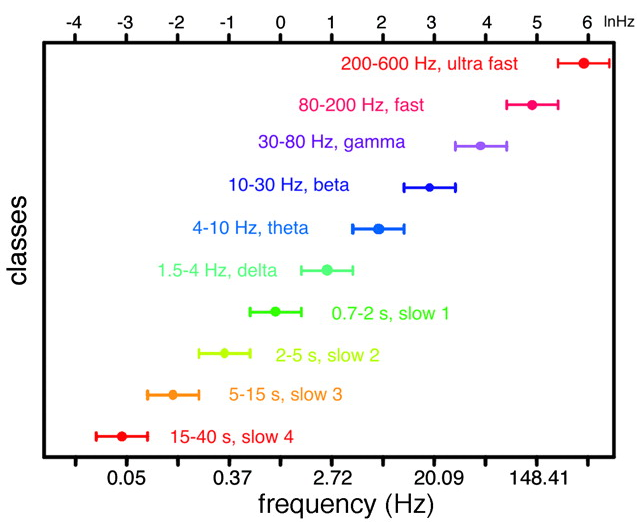 -4 -3 -2 -1 0 1 2 3 4 5 6 lnHz
200-600 Hz, ultra fast
80-200 Hz, fast
30-80 Hz, gamma
10-30 Hz, beta
4-10 Hz, theta
1.5-4 Hz, delta
0.7-2 s, slow 1
2-5 s, slow 2
5-15 s, slow 3
15-40 s, slow 4
classes
0.05 0.37 2.72 20.09 148.41
frequency (Hz)